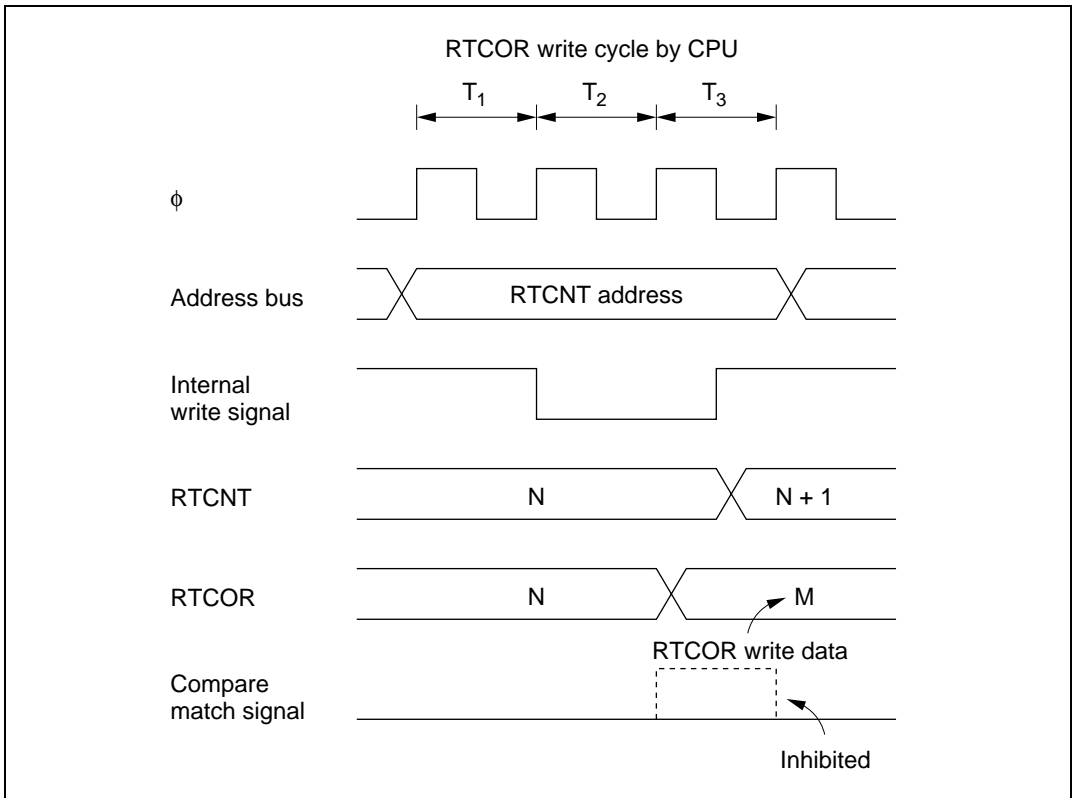 RTCOR write cycle by CPU
T1 T2 T3
ϕ
Address bus
RTCNT address
Internal
write signal
RTCNT
N
N + 1
RTCOR
N
M
RTCOR write data
Compare
match signal
Inhibited